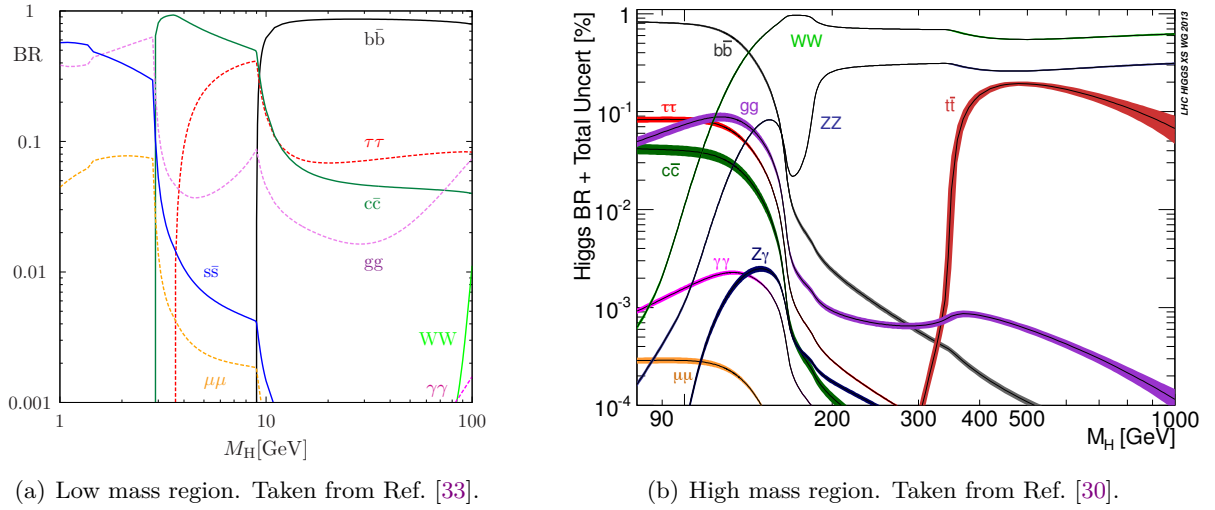 1
BR
0.1
0.01
0.001
1
10
100
M_H[GeV]
bb̄
ττ
cc̄
gg
ss̄
μμ
WW
γγ
(a) Low mass region. Taken from Ref. [33].
Higgs BR + Total Uncert [%]
1
10⁻¹
10⁻²
10⁻³
10⁻⁴
90
200
300
400
500
1000
M_H [GeV]
LHC HIGGS XS WG 2013
bb̄
WW
ττ
gg
ZZ
tt̄
cc̄
γγ
Zγ
μμ
(b) High mass region. Taken from Ref. [30].